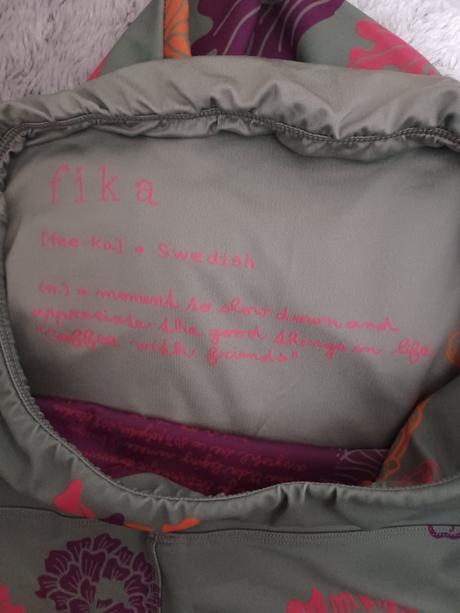 fika
[fee-ka] • Swedish
(n.) a moment to slow down and
appreciate the good things in life
"Coffee with friends"